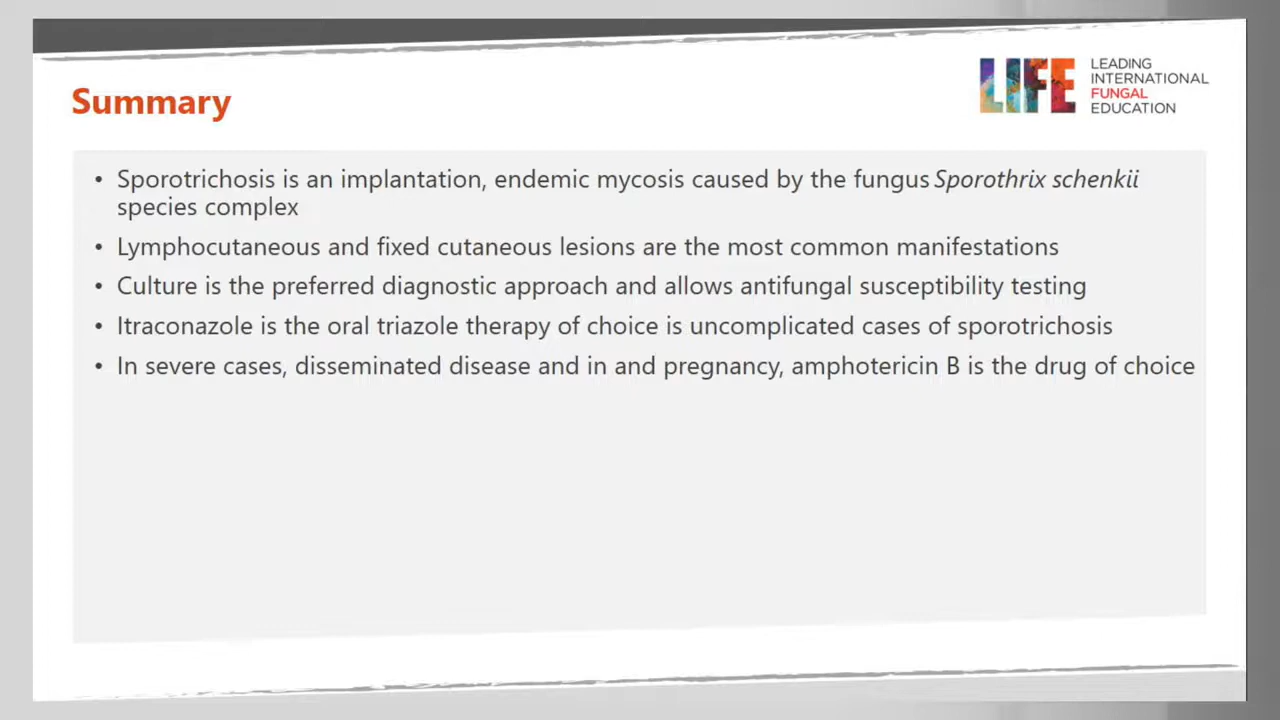 Summary
LIFE
LEADING
INTERNATIONAL
FUNGAL
EDUCATION
• Sporotrichosis is an implantation, endemic mycosis caused by the fungus Sporothrix schenkii
species complex
• Lymphocutaneous and fixed cutaneous lesions are the most common manifestations
• Culture is the preferred diagnostic approach and allows antifungal susceptibility testing
• Itraconazole is the oral triazole therapy of choice is uncomplicated cases of sporotrichosis
• In severe cases, disseminated disease and in and pregnancy, amphotericin B is the drug of choice